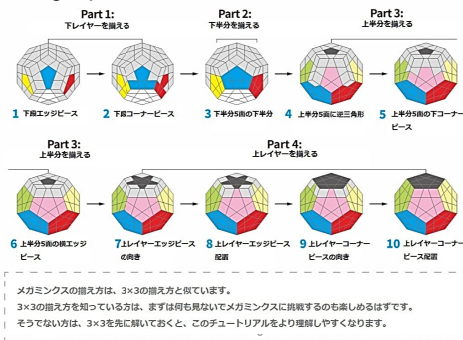 Part 1:
下レイヤーを揃える
Part 2:
下半分を揃える
Part 3:
上半分を揃える
1 下段エッジピース
2 下段コーナーピース
3 下半分5面の下半分
4 上半分5面に逆三角形
5 上半分5面の下コーナー
ピース
Part 3:
上半分を揃える
Part 4:
上レイヤーを揃える
6 上半分5面の横エッジ
ピース
7 上レイヤーエッジピース
の向き
8 上レイヤーエッジピース
配置
9 上レイヤーコーナー
ピースの向き
10 上レイヤーコーナー
ピース配置
メガミンクスの揃え方は、3×3の揃え方と似ています。
3×3の揃え方を知っている方は、まずは何も見ないでメガミンクスに挑戦するのも楽しめるはずです。
そうでない方は、3×3を先に解いておくと、このチュートリアルをより理解しやすくなります。